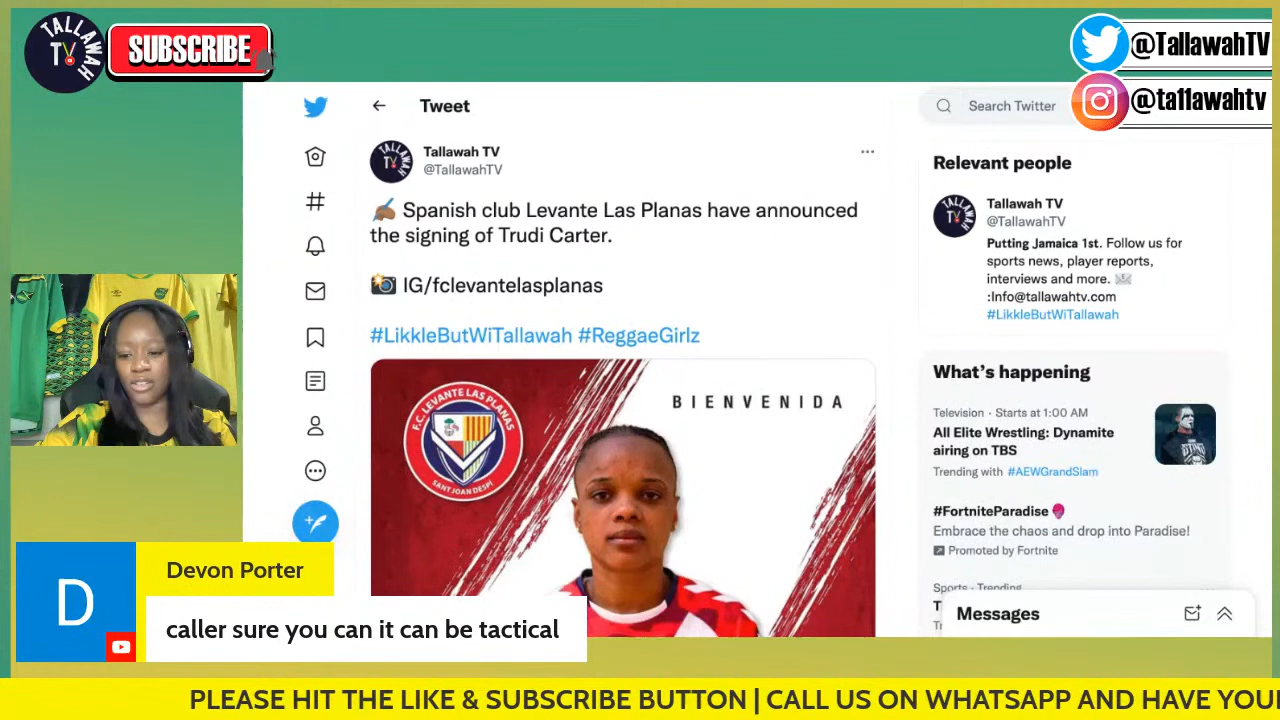 TALLAWAH
TV
SUBSCRIBE
@TallawahTV
@ta11awahtv
Tweet
Search Twitter
Tallawah TV
@TallawahTV
✍🏽 Spanish club Levante Las Planas have announced
the signing of Trudi Carter.
📸 IG/fclevantelasplanas
#LikkleButWiTallawah #ReggaeGirlz
BIENVENIDA
F.C. LEVANTE LAS PLANAS
SANT JOAN DESPI
Relevant people
Tallawah TV
@TallawahTV
Putting Jamaica 1st. Follow us for
sports news, player reports,
interviews and more. 📨
:Info@tallawahtv.com
#LikkleButWiTallawah
What's happening
Television · Starts at 1:00 AM
All Elite Wrestling: Dynamite
airing on TBS
Trending with #AEWGrandSlam
#FortniteParadise
Embrace the chaos and drop into Paradise!
Promoted by Fortnite
Sports · Trending
Messages
D
Devon Porter
caller sure you can it can be tactical
PLEASE HIT THE LIKE & SUBSCRIBE BUTTON | CALL US ON WHATSAPP AND HAVE YOU